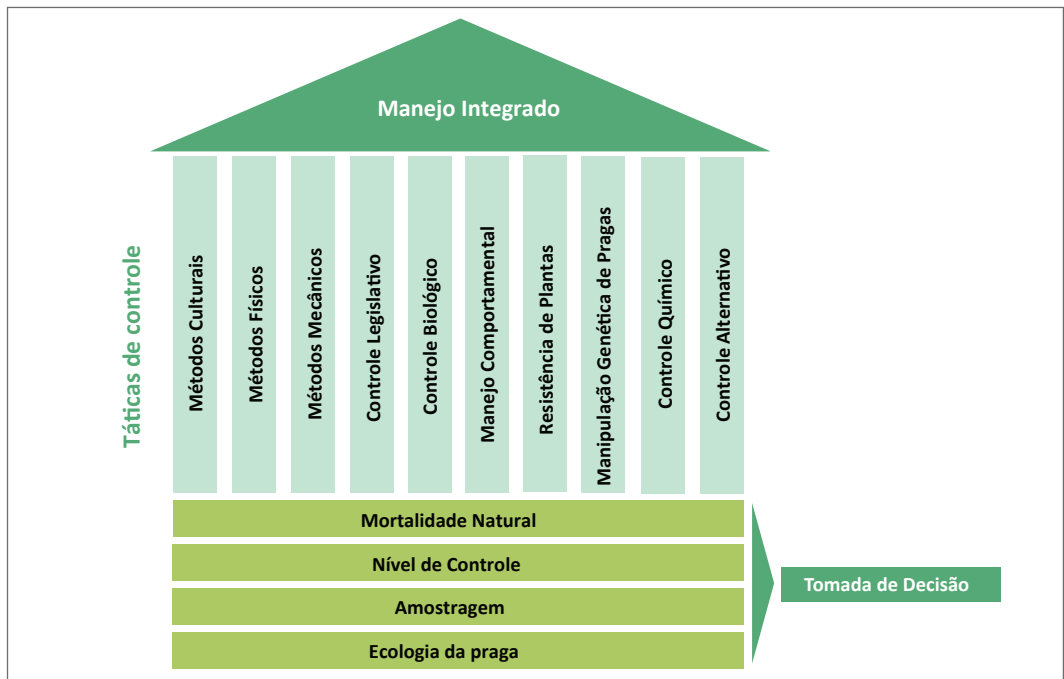 Manejo Integrado
Táticas de controle
Métodos Culturais
Métodos Físicos
Métodos Mecânicos
Controle Legislativo
Controle Biológico
Manejo Comportamental
Resistência de Plantas
Manipulação Genética de Pragas
Controle Químico
Controle Alternativo
Mortalidade Natural
Nível de Controle
Amostragem
Ecologia da praga
Tomada de Decisão